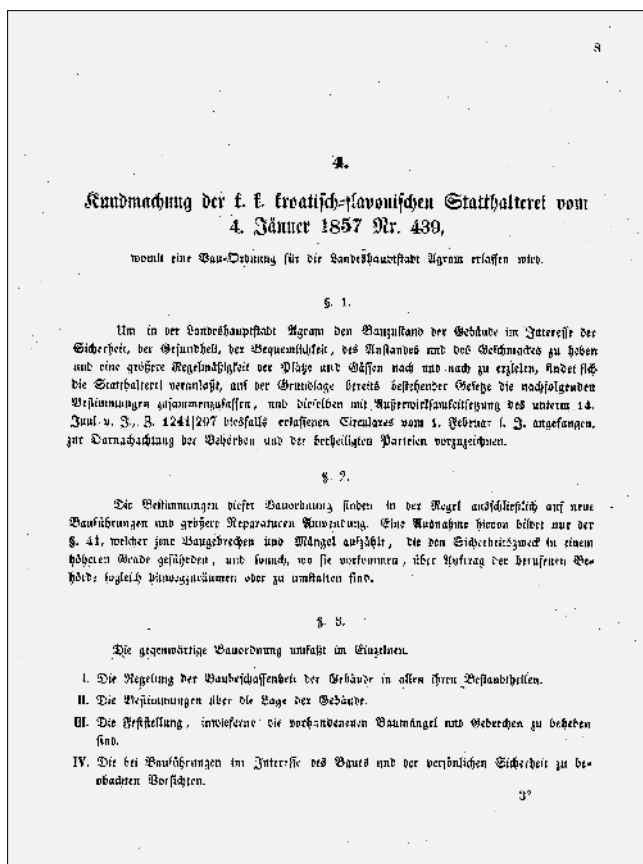 8
4.
Kundmachung der k. k. kroatisch-slavonischen Statthalterei vom
4. Jänner 1857 Nr. 439,
womit eine Bau-Ordnung für die Landeshauptstadt Agram erlassen wird.
§. 1.
Um in der Landeshauptstadt Agram den Bauzustand der Gebäude im Interesse der
Sicherheit, der Gesundheit, der Bequemlichkeit, des Anstandes und des Geschmackes zu heben
und eine größere Regelmäßigkeit der Plätze und Gässen nach und nach zu erzielen, findet sich
die Statthalterei veranlaßt, auf der Grundlage bereits bestehender Gesetze die nachfolgenden
Bestimmungen zusammenzufassen, und dieselben mit Außerwirksamkeitsetzung des unterm 14.
Juni v. J., Z. 1241|297 diesfalls erlassenen Circulares vom 1. Februar l. J. angefangen,
zur Darnachachtung der Behörden und der betheiligten Parteien vorzuzeichnen.
§. 2.
Die Bestimmungen dieser Bauordnung finden in der Regel ausschließlich auf neue
Bauführungen und größere Reparaturen Anwendung. Eine Ausnahme hievon bildet nur der
§. 41, welcher jene Baugebrechen und Mängel aufzählt, die den Sicherheitszweck in einem
höheren Grade gefährden, und sonach, wo sie vorkommen, über Auftrag der berufenen Be-
hörde sogleich hinwegzuräumen oder zu umstalten sind.
§. 3.
Die gegenwärtige Bauordnung umfaßt im Einzelnen.
I. Die Regelung der Baubeschaffenheit der Gebäude in allen ihren Bestandtheilen.
II. Die Bestimmungen über die Lage der Gebäude.
III. Die Feststellung, inwieferne die vorhandenen Baumängel und Gebrechen zu beheben
sind.
IV. Die bei Bauführungen im Interesse des Baues und der persönlichen Sicherheit zu be-
obachten Vorsichten.